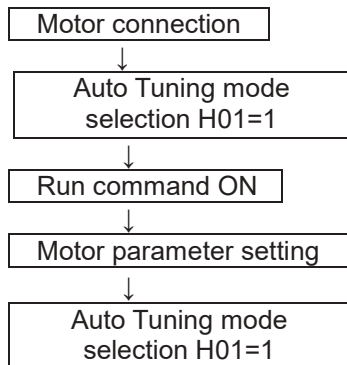 Motor connection
↓
Auto Tuning mode
selection H01=1
↓
Run command ON
↓
Motor parameter setting
↓
Auto Tuning mode
selection H01=1